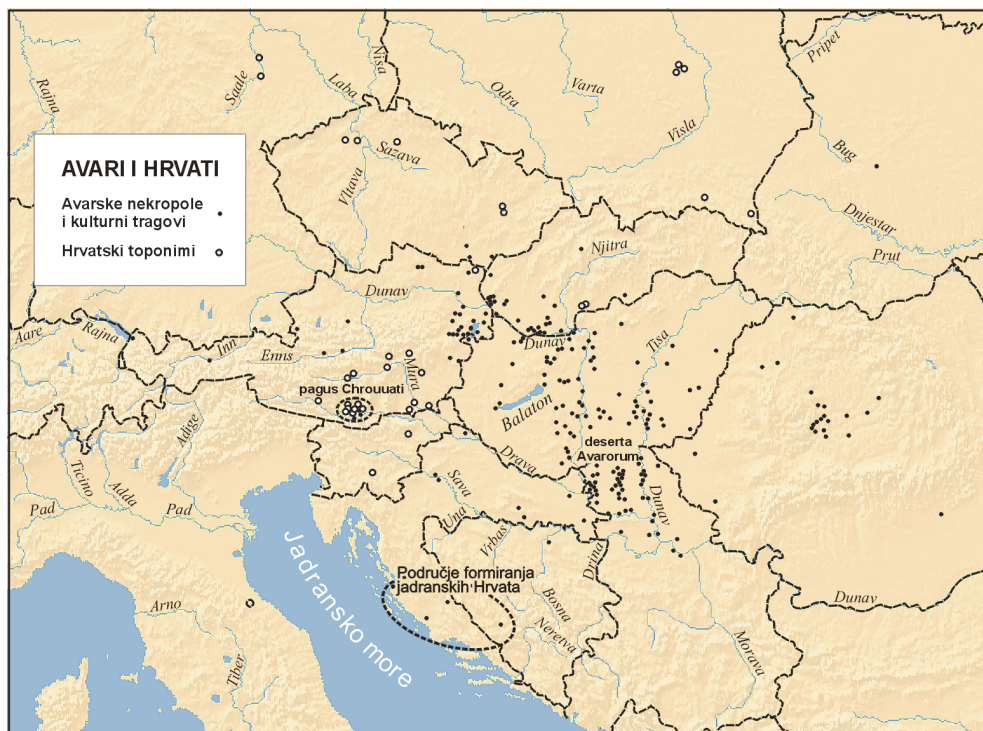 AVARI I HRVATI
Avarske nekropole
i kulturni tragovi
Hrvatski toponimi
Rajna
Saale
Laba
Nisa
Odra
Varta
Visla
Pripet
Bug
Sazava
Vltava
Dnjestar
Prut
Njitra
Dunav
Aare
Rajna
Inn
Enns
Mura
Dunav
Tisa
pagus Chrouuati
Balaton
deserta
Avarorum
Adige
Ticino
Adda
Drava
Sava
Dunav
Pad
Pad
Una
Vrbas
Drina
Jadransko more
Područje formiranja
jadranskih Hrvata
Bosna
Neretva
Dunav
Arno
Tiber
Morava